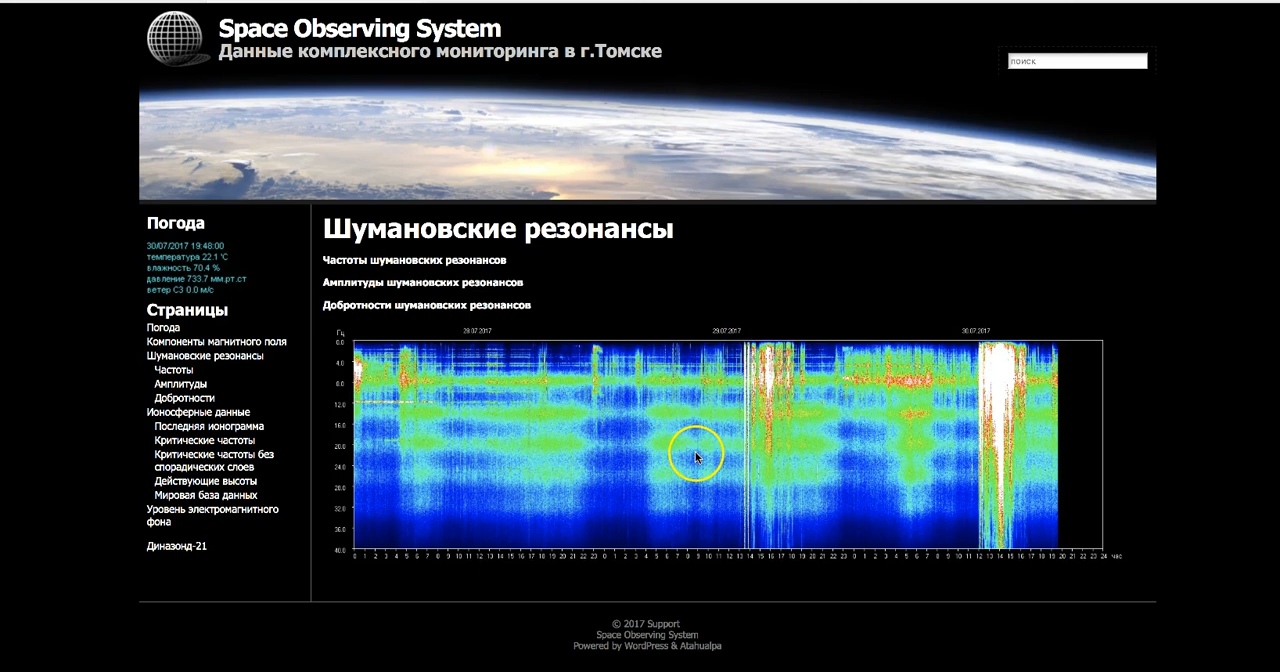 Space Observing System
Данные комплексного мониторинга в г.Томске
поиск
Погода
30/07/2017 19:48:00
температура 22.1 °C
влажность 70.4 %
давление 733.7 мм.рт.ст
ветер СЗ 0.0 м/с
Страницы
Погода
Компоненты магнитного поля
Шумановские резонансы
Частоты
Амплитуды
Добротности
Ионосферные данные
Последняя ионограмма
Критические частоты
Критические частоты без
спорадических слоев
Действующие высоты
Мировая база данных
Уровень электромагнитного
фона
Диназонд-21
Шумановские резонансы
Частоты шумановских резонансов
Амплитуды шумановских резонансов
Добротности шумановских резонансов
Гц 29.07.2017 30.07.2017
0.0
4.0
8.0
12.0
16.0
20.0
24.0
28.0
32.0
36.0
40.0
0 1 2 3 4 5 6 7 8 9 10 11 12 13 14 15 16 17 18 19 20 21 22 23 0 1 2 3 4 5 6 7 8 9 10 11 12 13 14 15 16 17 18 19 20 21 22 23 0 1 2 3 4 5 6 7 8 9 10 11 12 13 14 15 16 17 18 19 20 21 22 23 24 час
© 2017 Support
Space Observing System
Powered by WordPress & Atahualpa